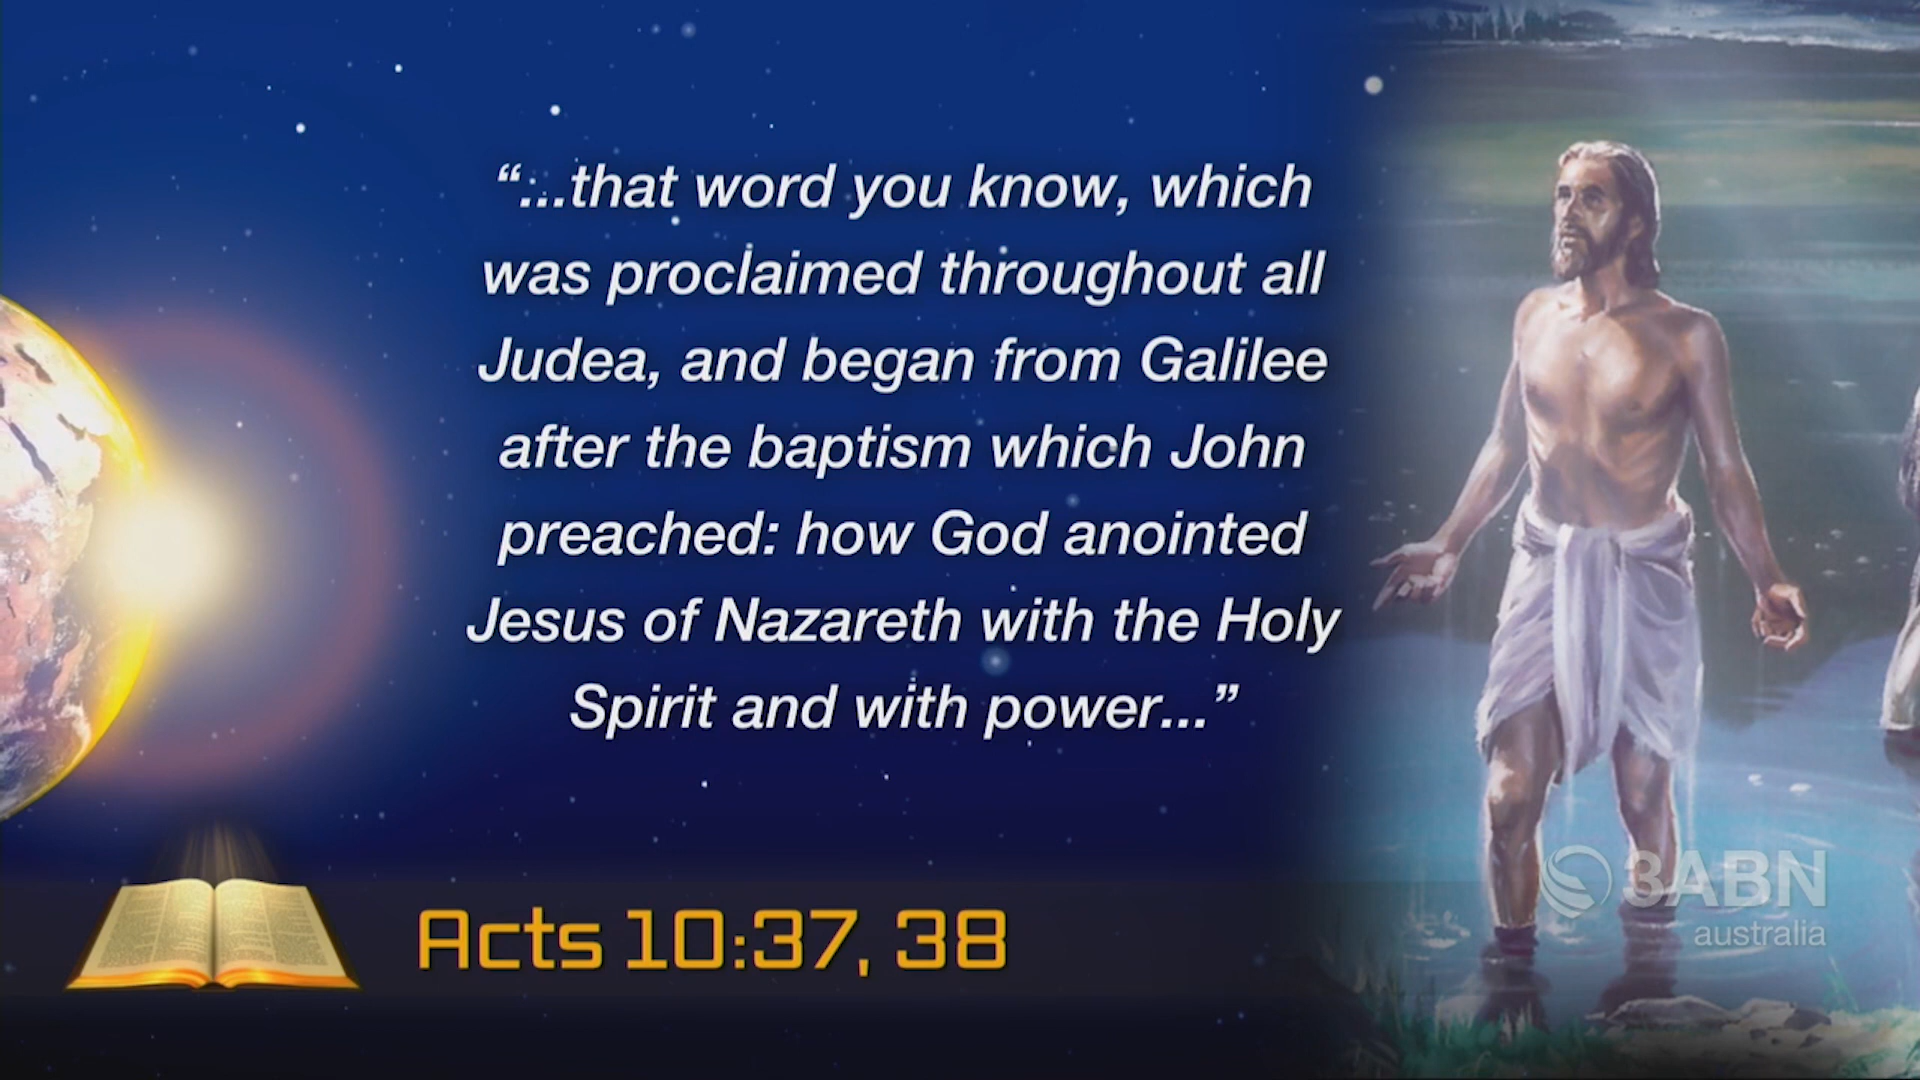 “...that word you know, which
was proclaimed throughout all
Judea, and began from Galilee
after the baptism which John
preached: how God anointed
Jesus of Nazareth with the Holy
Spirit and with power...”
Acts 10:37, 38
3ABN
australia